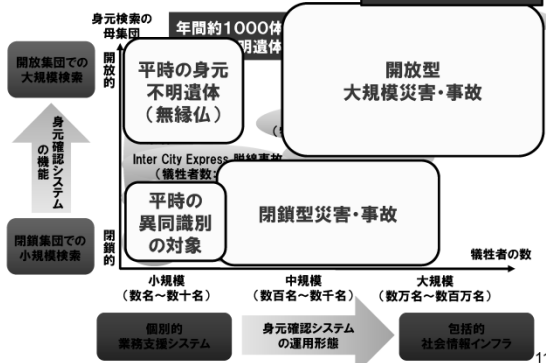 身元検索の
母集団
年間約1000体
明遺体
開放的
平時の身元
不明遺体
（無縁仏）
開放型
大規模災害・事故
開放集団での
大規模検索
身元確認システム
の機能
Inter City Express 脱線事故
（犠牲者数:
平時の
異同識別
の対象
閉鎖型災害・事故
閉鎖集団での
小規模検索
閉鎖的
犠牲者の数
小規模
（数名～数十名）
中規模
（数百名～数千名）
大規模
（数万名～数百万名）
個別的
業務支援システム
身元確認システム
の運用形態
包括的
社会情報インフラ